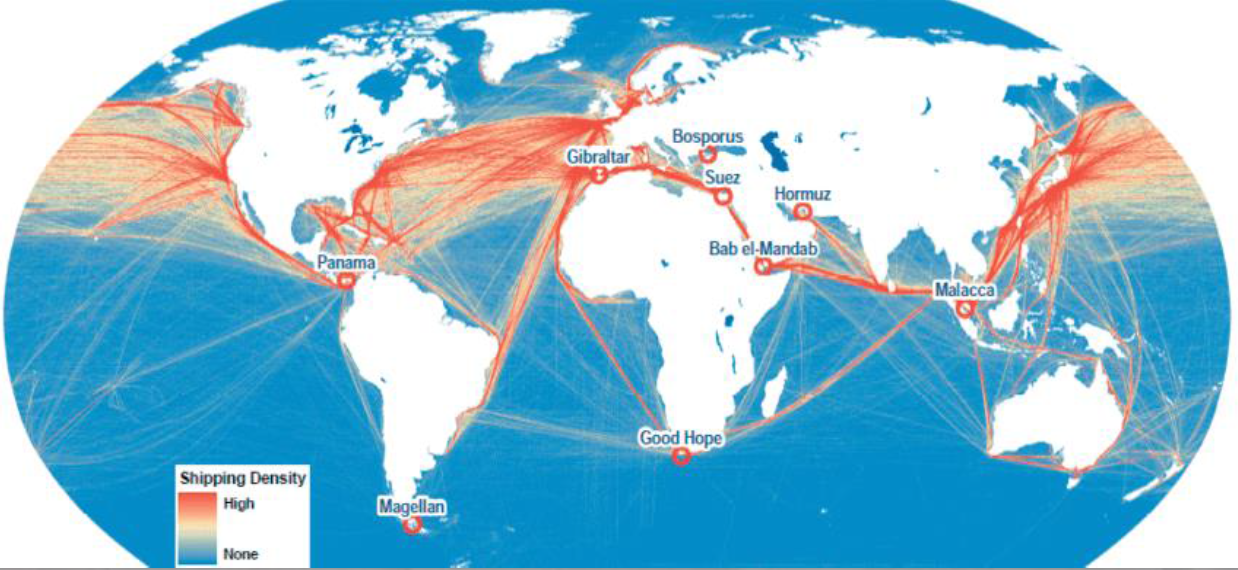 Bosporus
Gibraltar
Suez
Hormuz
Bab el-Mandab
Panama
Malacca
Good Hope
Shipping Density
High
None
Magellan